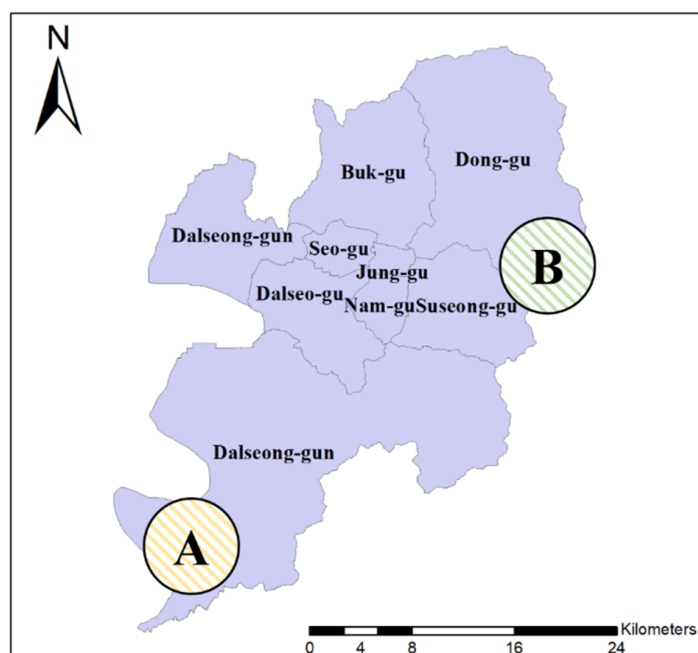 N
Dong-gu
Buk-gu
Dalseong-gun
Seo-gu
Jung-gu
B
Dalseo-gu
Nam-gu
Suseong-gu
Dalseong-gun
A
Kilometers
0 4 8 16 24